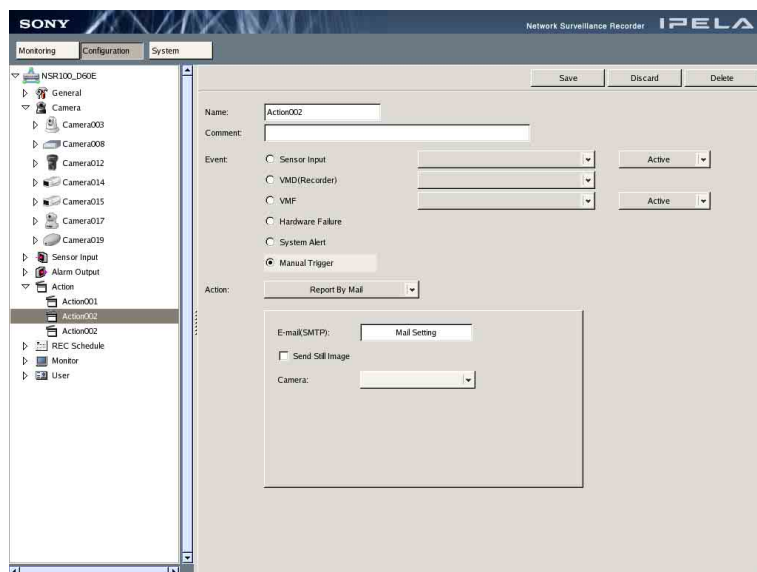 SONY
Network Surveillance Recorder IPELA
Monitoring Configuration System
NSR100_D60E
General
Camera
Camera003
Camera008
Camera012
Camera014
Camera015
Camera017
Camera019
Sensor Input
Alarm Output
Action
Action001
Action002
Action002
REC Schedule
Monitor
User
Save Discard Delete
Name: Action002
Comment:
Event: Sensor Input Active
VMD(Recorder)
VMF Active
Hardware Failure
System Alert
Manual Trigger
Action: Report By Mail
E-mail(SMTP): Mail Setting
Send Still Image
Camera: